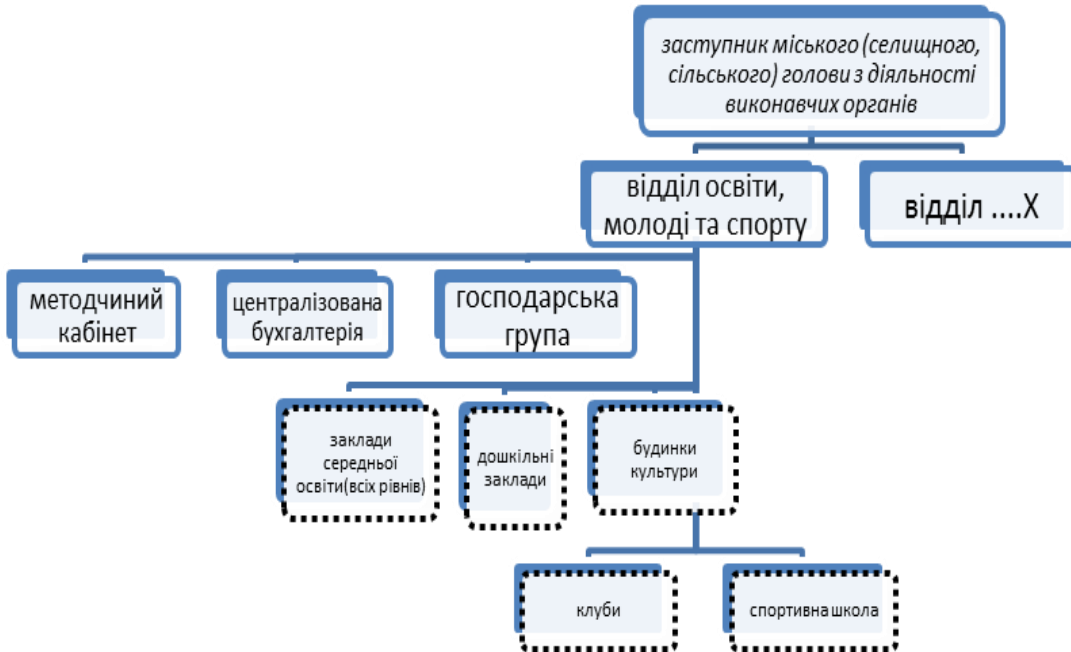 заступник міського (селищного,
сільського) голови з діяльності
виконавчих органів
відділ освіти,
молоді та спорту
відділ ....Х
методчиний
кабінет
централізована
бухгалтерія
господарська
група
заклади
середньої
освіти(всіх рівнів)
дошкільні
заклади
будинки
культури
клуби
спортивна школа